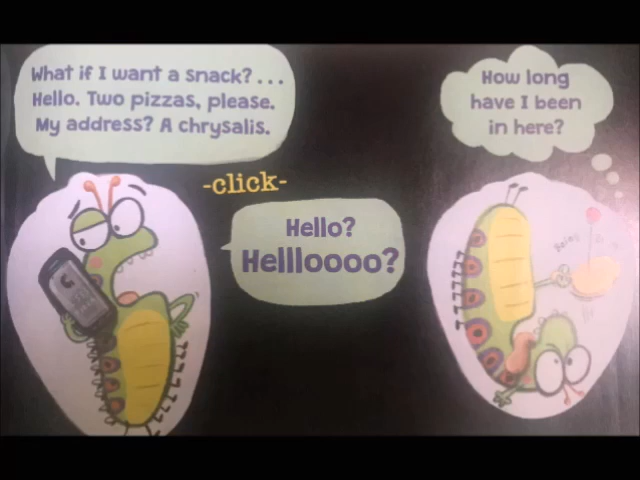 What if I want a snack? . . .
Hello. Two pizzas, please.
My address? A chrysalis.
-click-
Hello?
Hellloooo?
How long
have I been
in here?